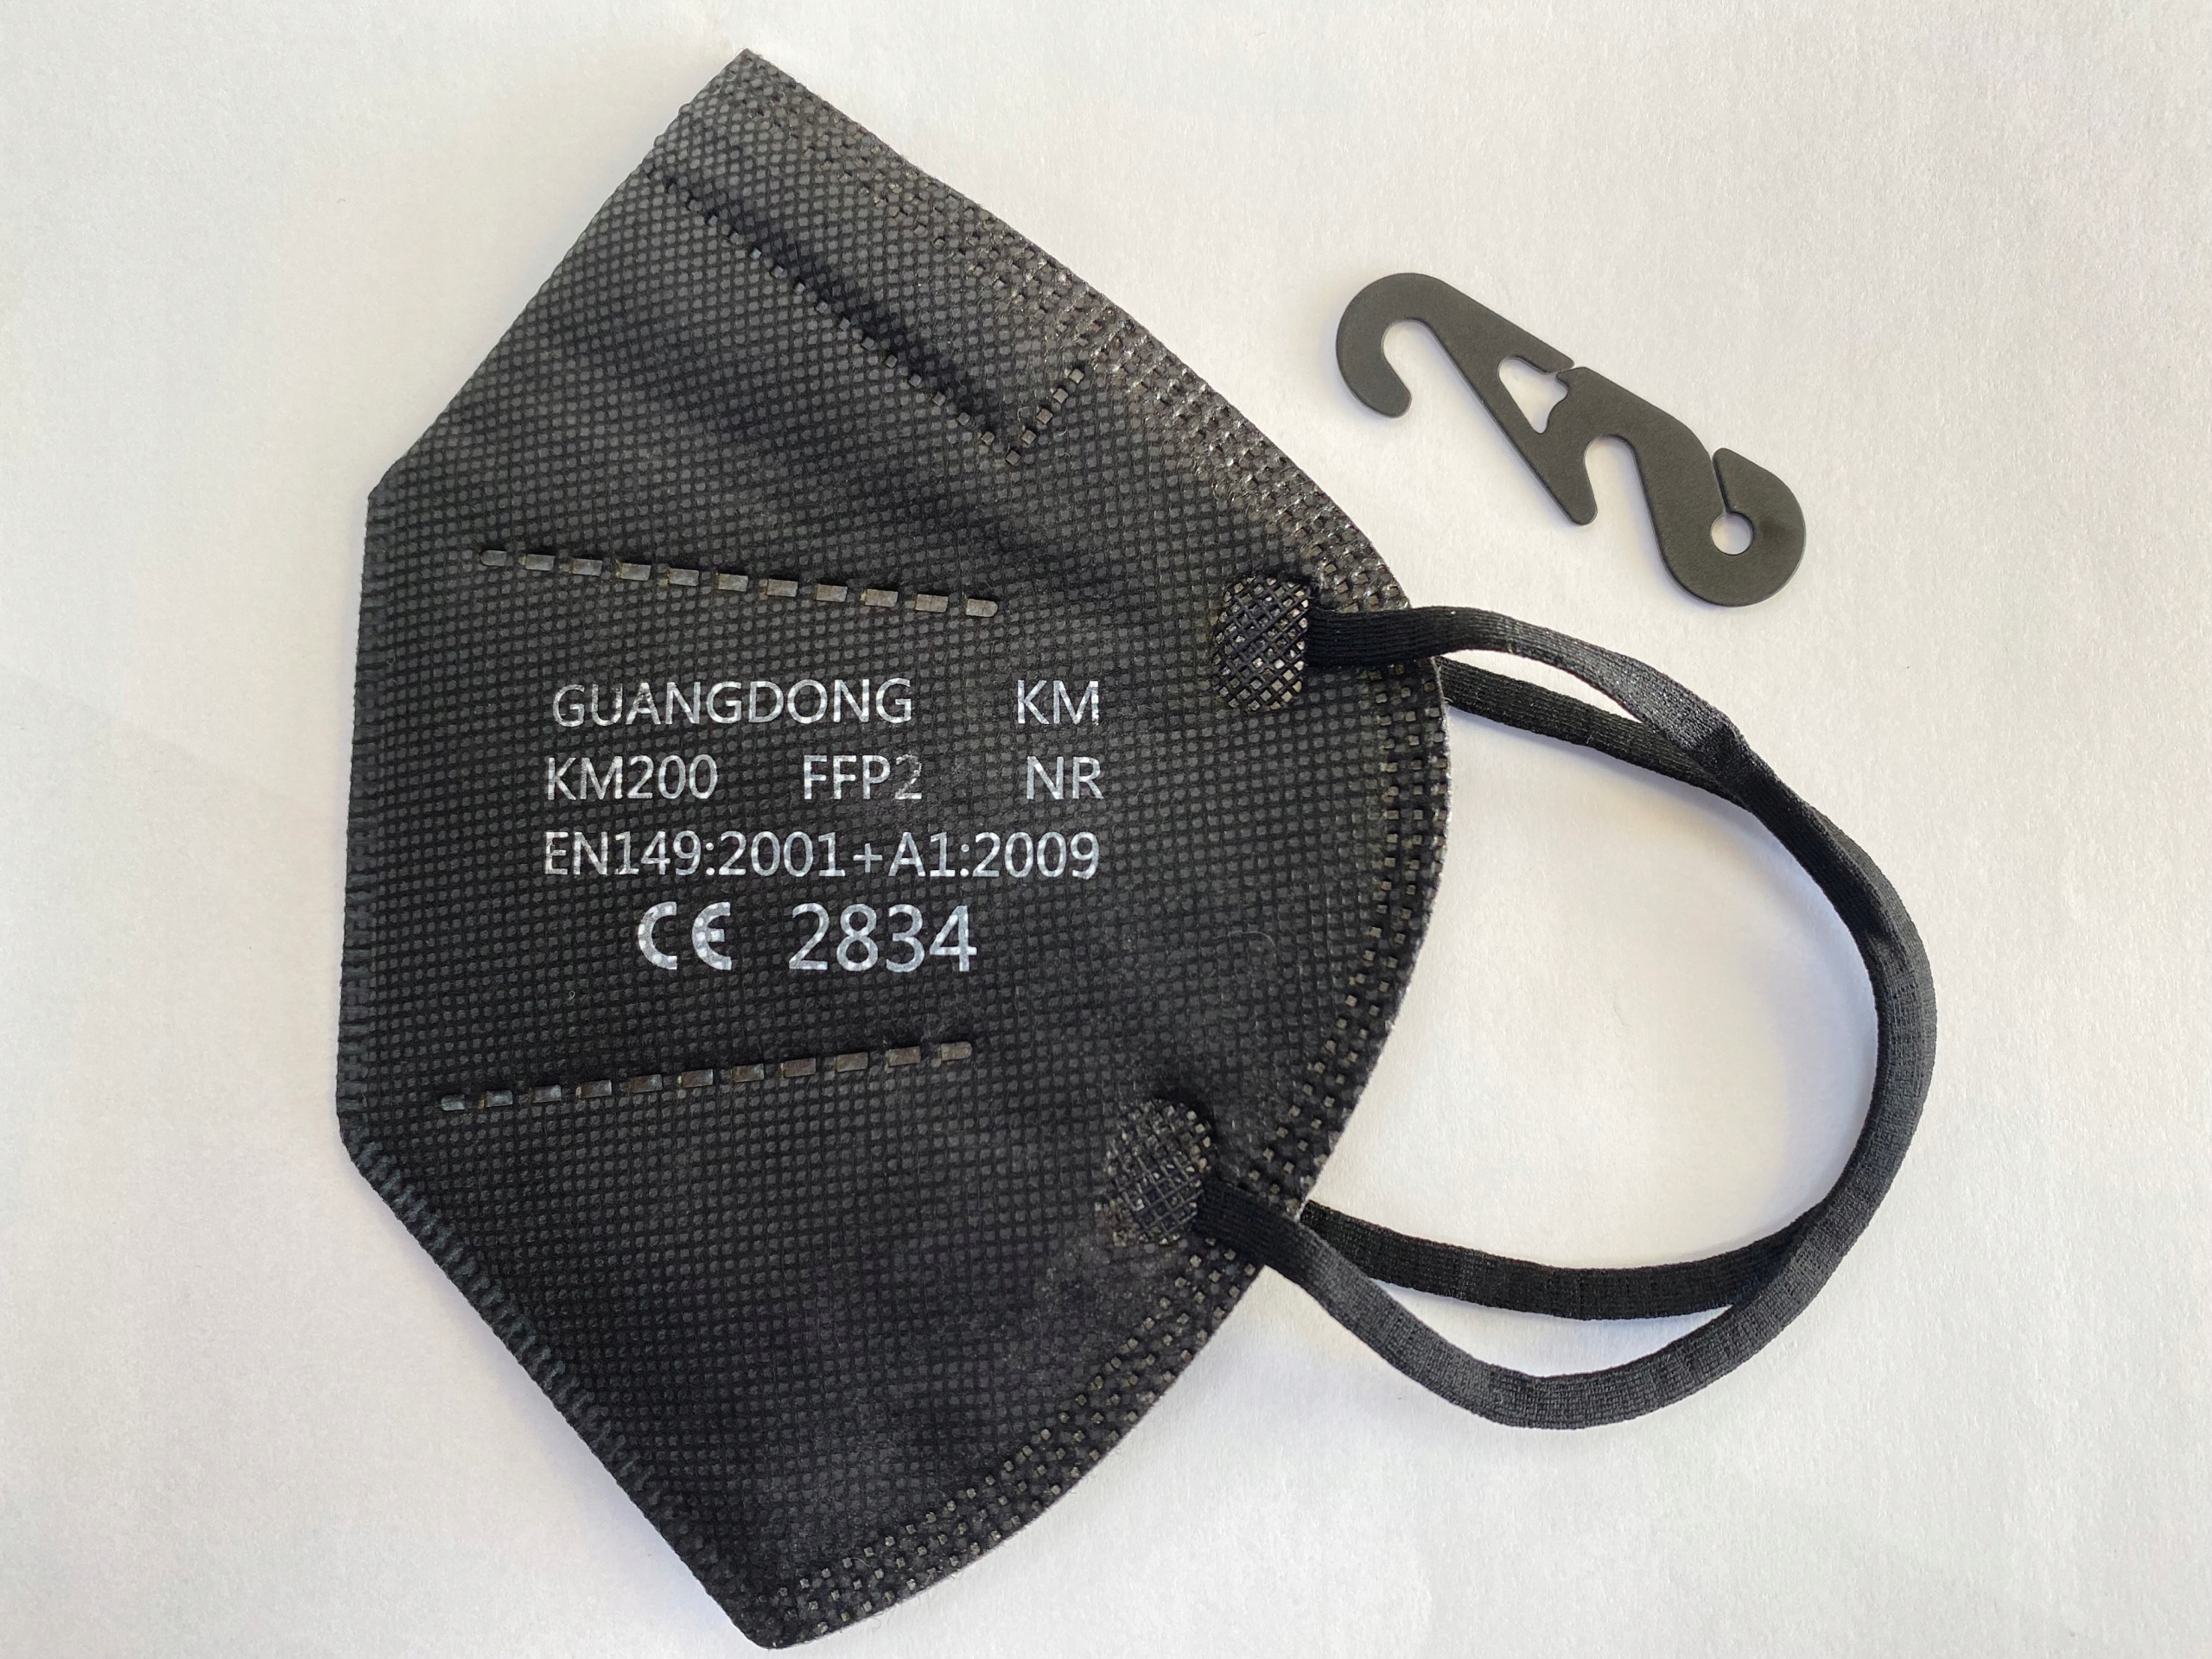 GUANGDONG KM
KM200 FFP2 NR
EN149:2001+A1:2009
CE 2834